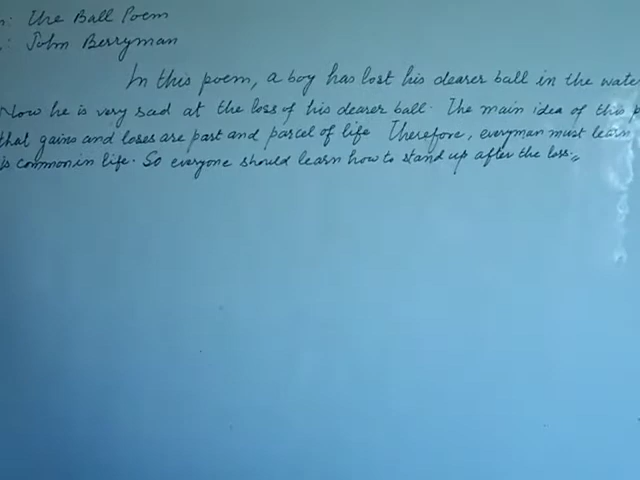 : The Ball Poem
: John Berryman
In this poem, a boy has lost his dearer ball in the wate
Now he is very sad at the loss of his dearer ball. The main idea of this p
that gains and loses are part and parcel of life. Therefore, everyman must learn
is common in life. So everyone should learn how to stand up after the loss.